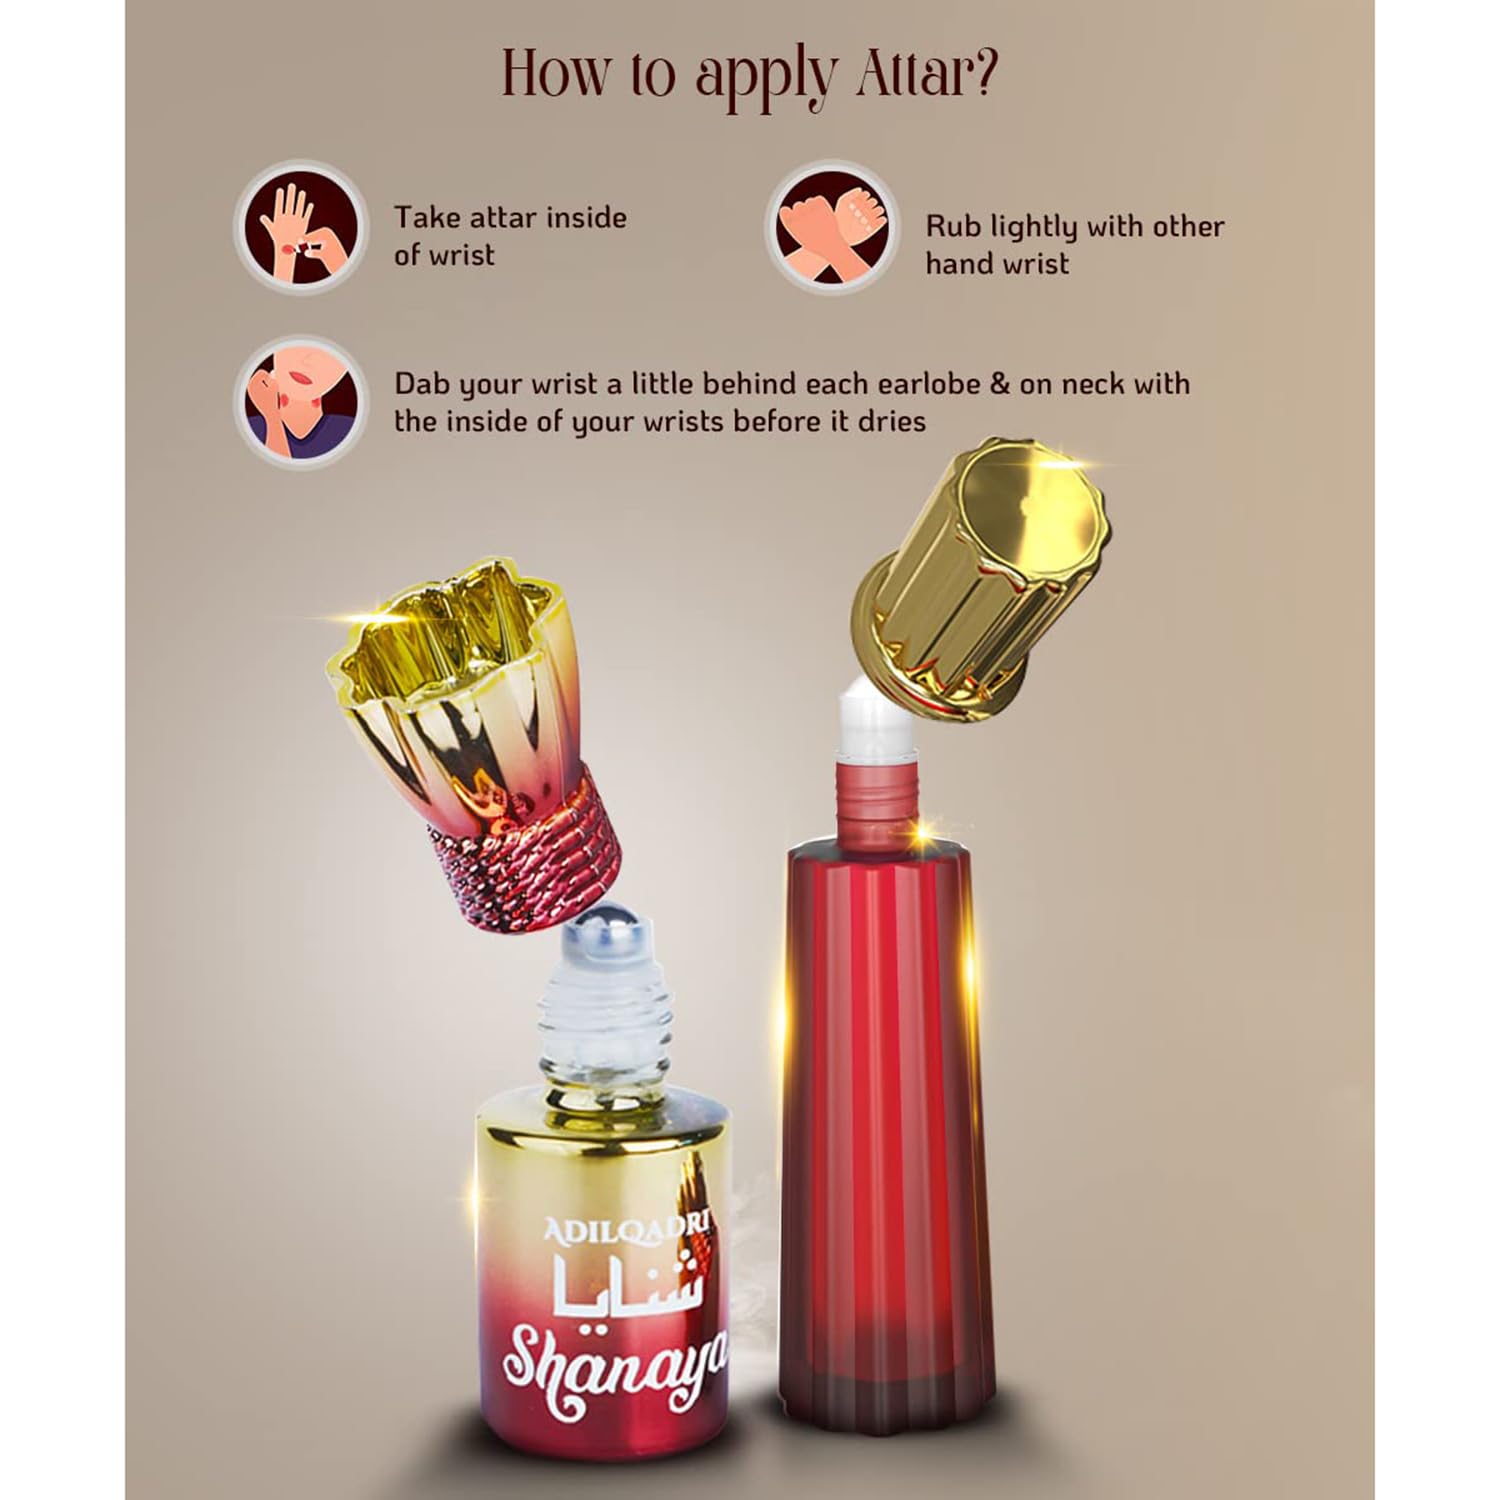 How to apply Attar?
Take attar inside
of wrist
Rub lightly with other
hand wrist
Dab your wrist a little behind each earlobe & on neck with
the inside of your wrists before it dries
ADILQADRI
شنايا
Shanaya